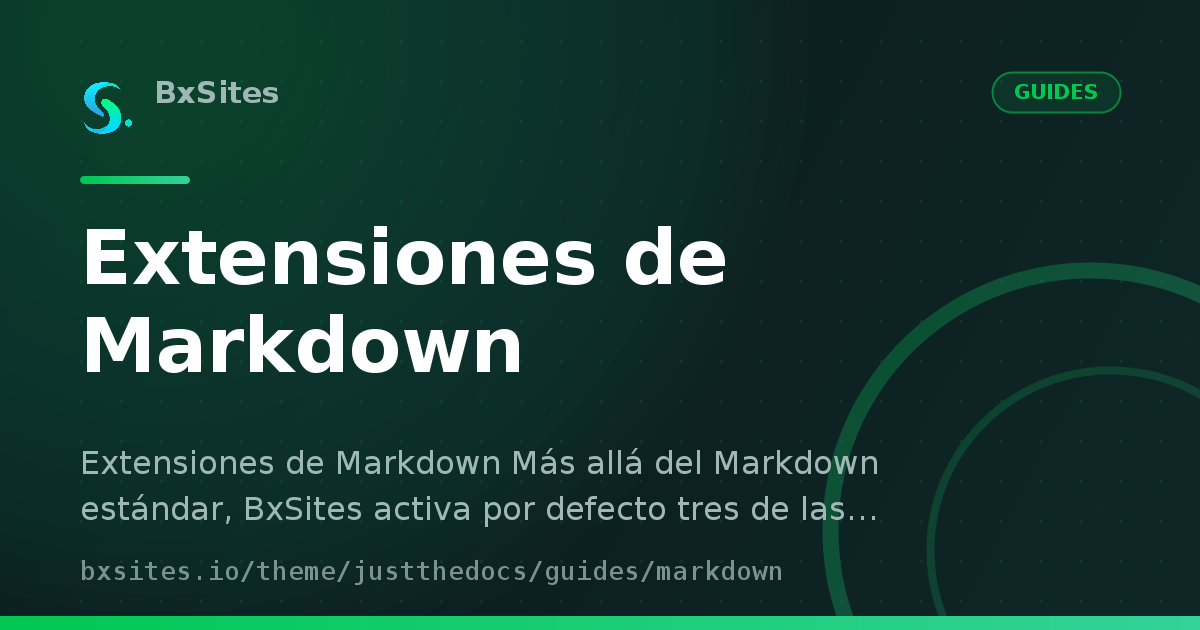 BxSites
GUIDES
Extensiones de
Markdown
Extensiones de Markdown Más allá del Markdown
estándar, BxSites activa por defecto tres de las…
bxsites.io/theme/justthedocs/guides/markdown